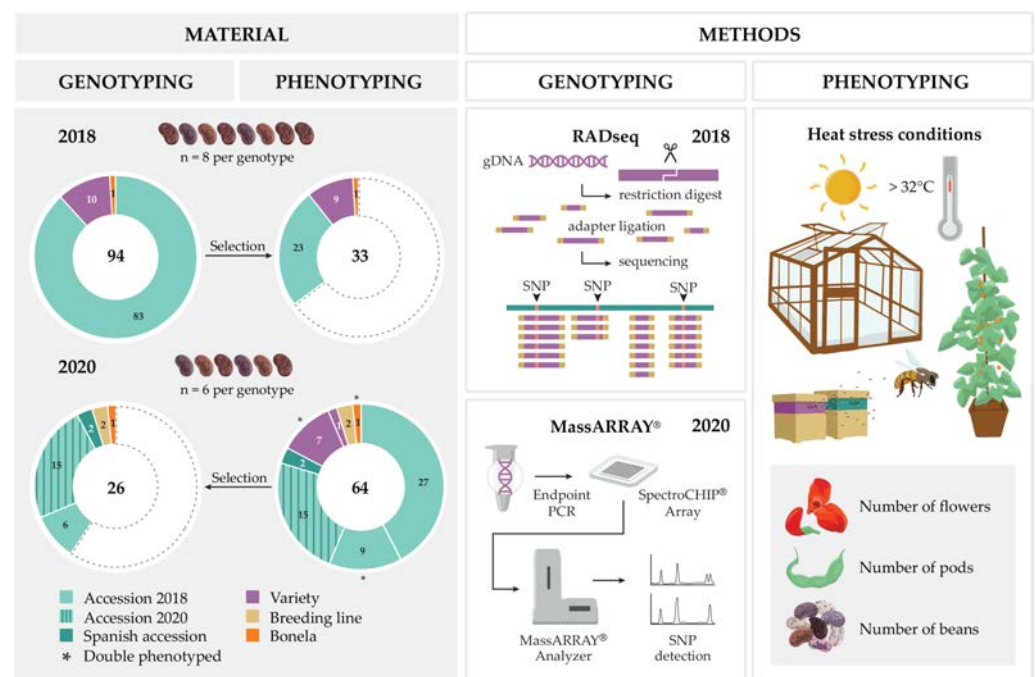 MATERIAL
METHODS
GENOTYPING
PHENOTYPING
GENOTYPING
PHENOTYPING
2018
n = 8 per genotype
10
1
94
83
Selection
9
1
23
33
2020
n = 6 per genotype
2
2
1
15
26
6
Selection
*
*
7
1
2
1
2
64
27
15
9
*
Accession 2018
Accession 2020
Spanish accession
* Double phenotyped
Variety
Breeding line
Bonela
RADseq
2018
gDNA
restriction digest
adapter ligation
sequencing
SNP
SNP
SNP
MassARRAY®
2020
Endpoint
PCR
SpectroCHIP®
Array
MassARRAY®
Analyzer
SNP
detection
Heat stress conditions
> 32°C
Number of flowers
Number of pods
Number of beans